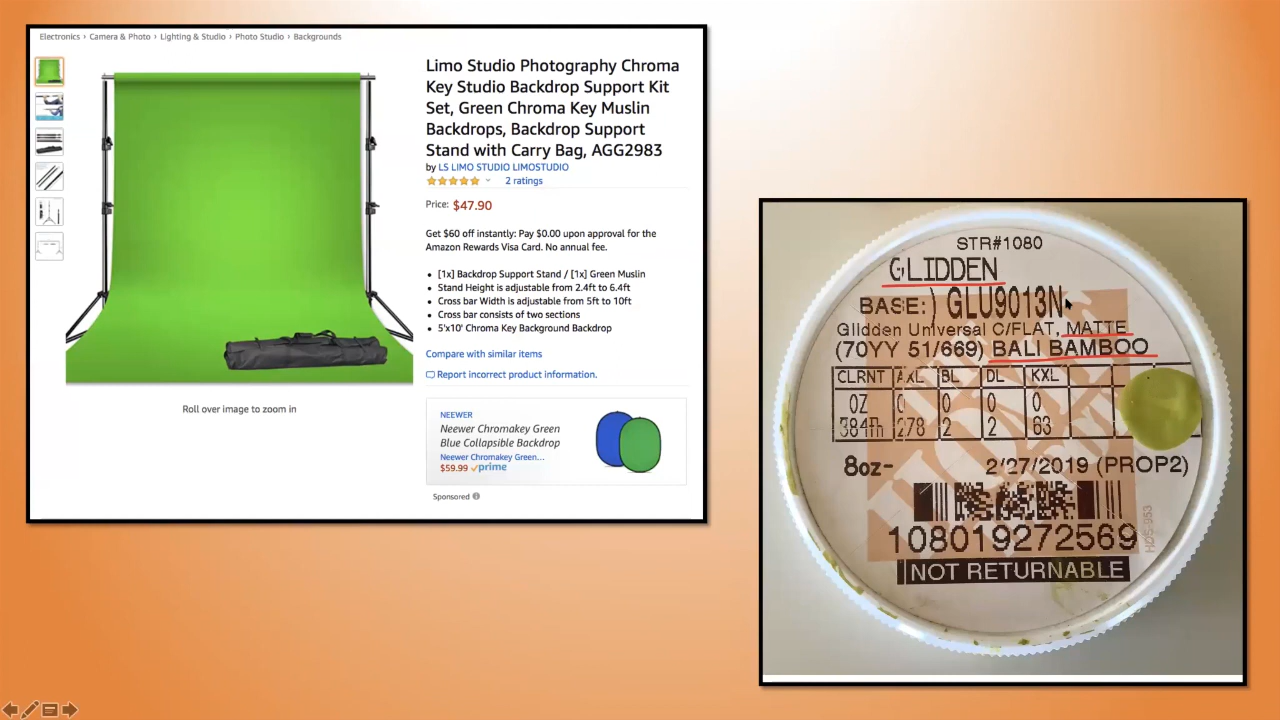 Electronics › Camera & Photo › Lighting & Studio › Photo Studio › Backgrounds
Limo Studio Photography Chroma
Key Studio Backdrop Support Kit
Set, Green Chroma Key Muslin
Backdrops, Backdrop Support
Stand with Carry Bag, AGG2983
by LS LIMO STUDIO LIMOSTUDIO
2 ratings
Price: $47.90
Get $60 off instantly: Pay $0.00 upon approval for the
Amazon Rewards Visa Card. No annual fee.
• [1x] Backdrop Support Stand / [1x] Green Muslin
• Stand Height is adjustable from 2.4ft to 6.4ft
• Cross bar Width is adjustable from 5ft to 10ft
• Cross bar consists of two sections
• 5'x10' Chroma Key Background Backdrop
Compare with similar items
Report incorrect product information.
Roll over image to zoom in
NEEWER
Neewer Chromakey Green
Blue Collapsible Backdrop
Neewer Chromakey Green...
$59.99 prime
Sponsored
STR#1080
GLIDDEN
BASE:) GLU9013N
Glidden Universal C/FLAT, MATTE
(70YY 51/669) BALI BAMBOO
CLRNT AXL BL DL KXL
OZ 0 0 0 0
384th 278 2 2 63
8oz- 2/27/2019 (PROP2)
108019272569
NOT RETURNABLE